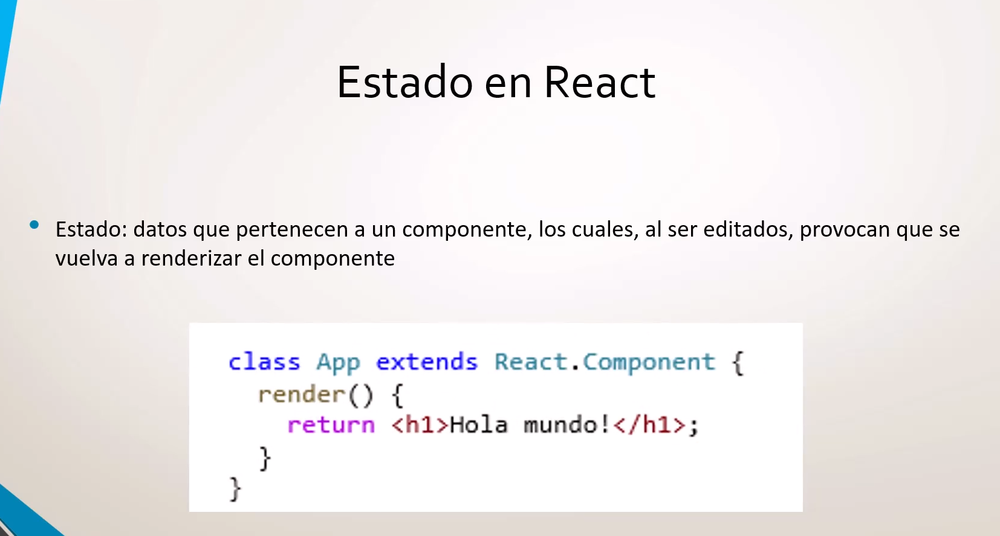 Estado en React
Estado: datos que pertenecen a un componente, los cuales, al ser editados, provocan que se
vuelva a renderizar el componente
class App extends React.Component {
render() {
return <h1>Hola mundo!</h1>;
}
}